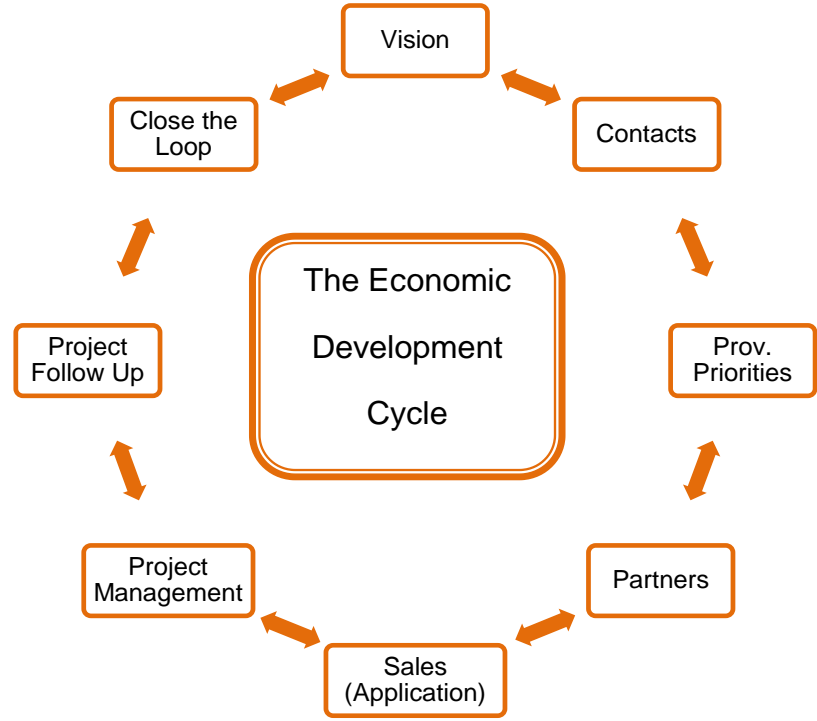 Vision
Contacts
Prov.
Priorities
Partners
Sales
(Application)
Project
Management
Project
Follow Up
Close the
Loop
The Economic
Development
Cycle